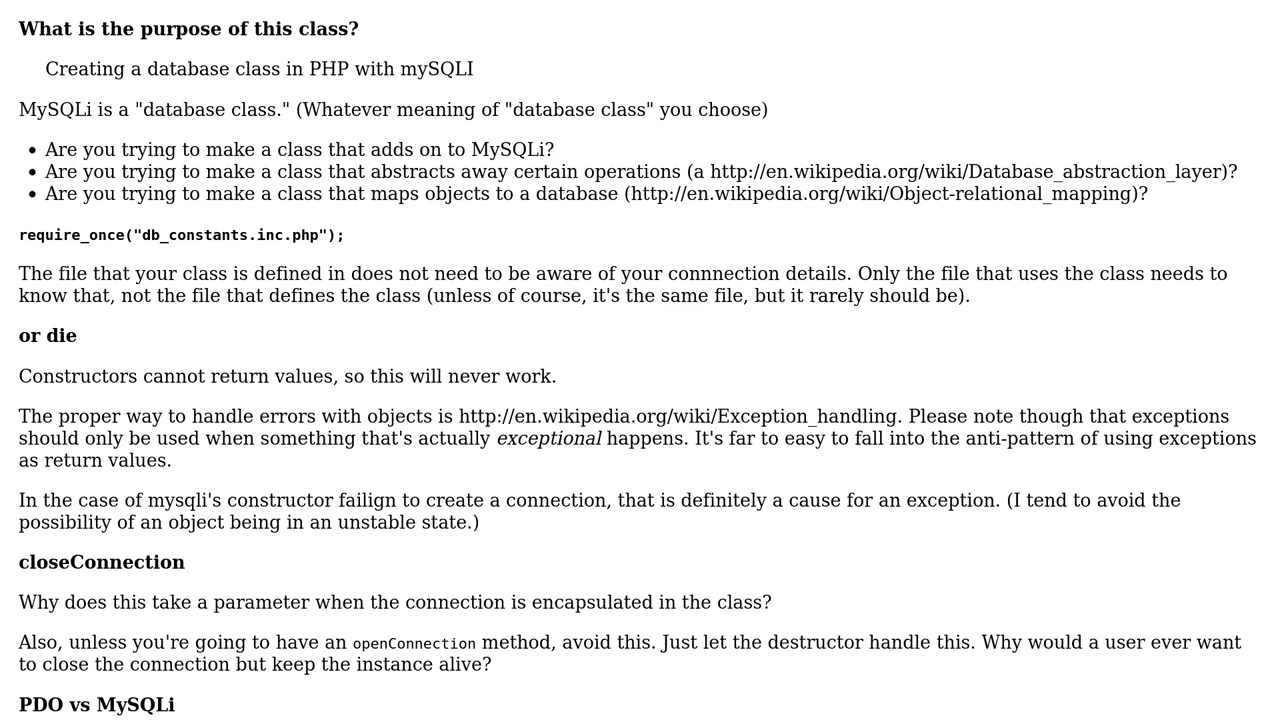 What is the purpose of this class?
Creating a database class in PHP with mySQLI
MySQLi is a "database class." (Whatever meaning of "database class" you choose)
• Are you trying to make a class that adds on to MySQLi?
• Are you trying to make a class that abstracts away certain operations (a http://en.wikipedia.org/wiki/Database_abstraction_layer)?
• Are you trying to make a class that maps objects to a database (http://en.wikipedia.org/wiki/Object-relational_mapping)?
require_once("db_constants.inc.php");
The file that your class is defined in does not need to be aware of your connnection details. Only the file that uses the class needs to
know that, not the file that defines the class (unless of course, it's the same file, but it rarely should be).
or die
Constructors cannot return values, so this will never work.
The proper way to handle errors with objects is http://en.wikipedia.org/wiki/Exception_handling. Please note though that exceptions
should only be used when something that's actually exceptional happens. It's far to easy to fall into the anti-pattern of using exceptions
as return values.
In the case of mysqli's constructor failign to create a connection, that is definitely a cause for an exception. (I tend to avoid the
possibility of an object being in an unstable state.)
closeConnection
Why does this take a parameter when the connection is encapsulated in the class?
Also, unless you're going to have an openConnection method, avoid this. Just let the destructor handle this. Why would a user ever want
to close the connection but keep the instance alive?
PDO vs MySQLi